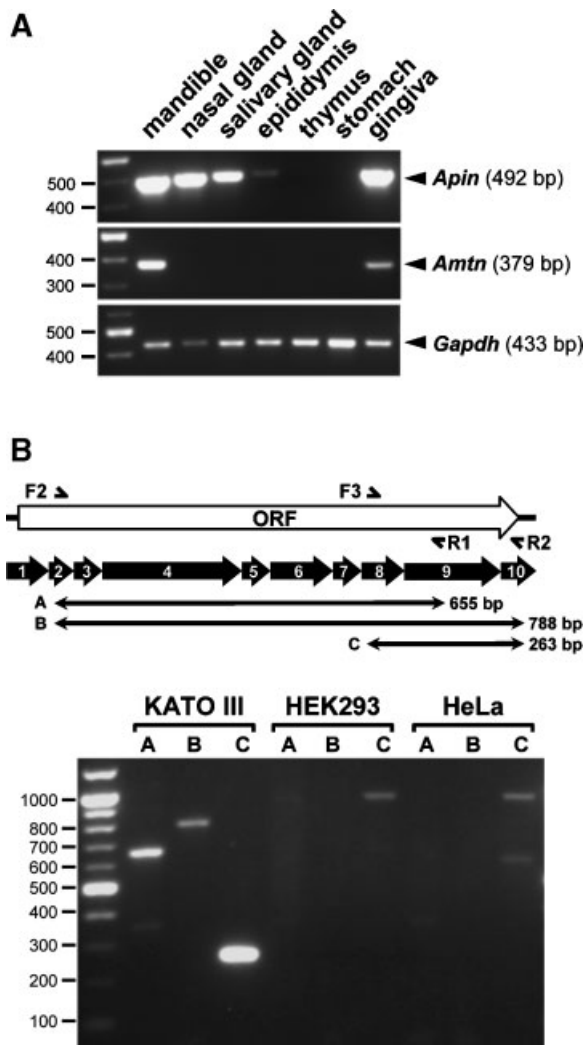 A
mandible
nasal gland
salivary gland
epididymis
thymus
stomach
gingiva
500
400
Apin (492 bp)
400
300
Amtn (379 bp)
500
400
Gapdh (433 bp)
B
F2 F3
ORF
R1 R2
1 2 3 4 5 6 7 8 9 10
A 655 bp
B 788 bp
C 263 bp
KATO III HEK293 HeLa
A B C A B C A B C
1000
800
700
600
500
400
300
200
100